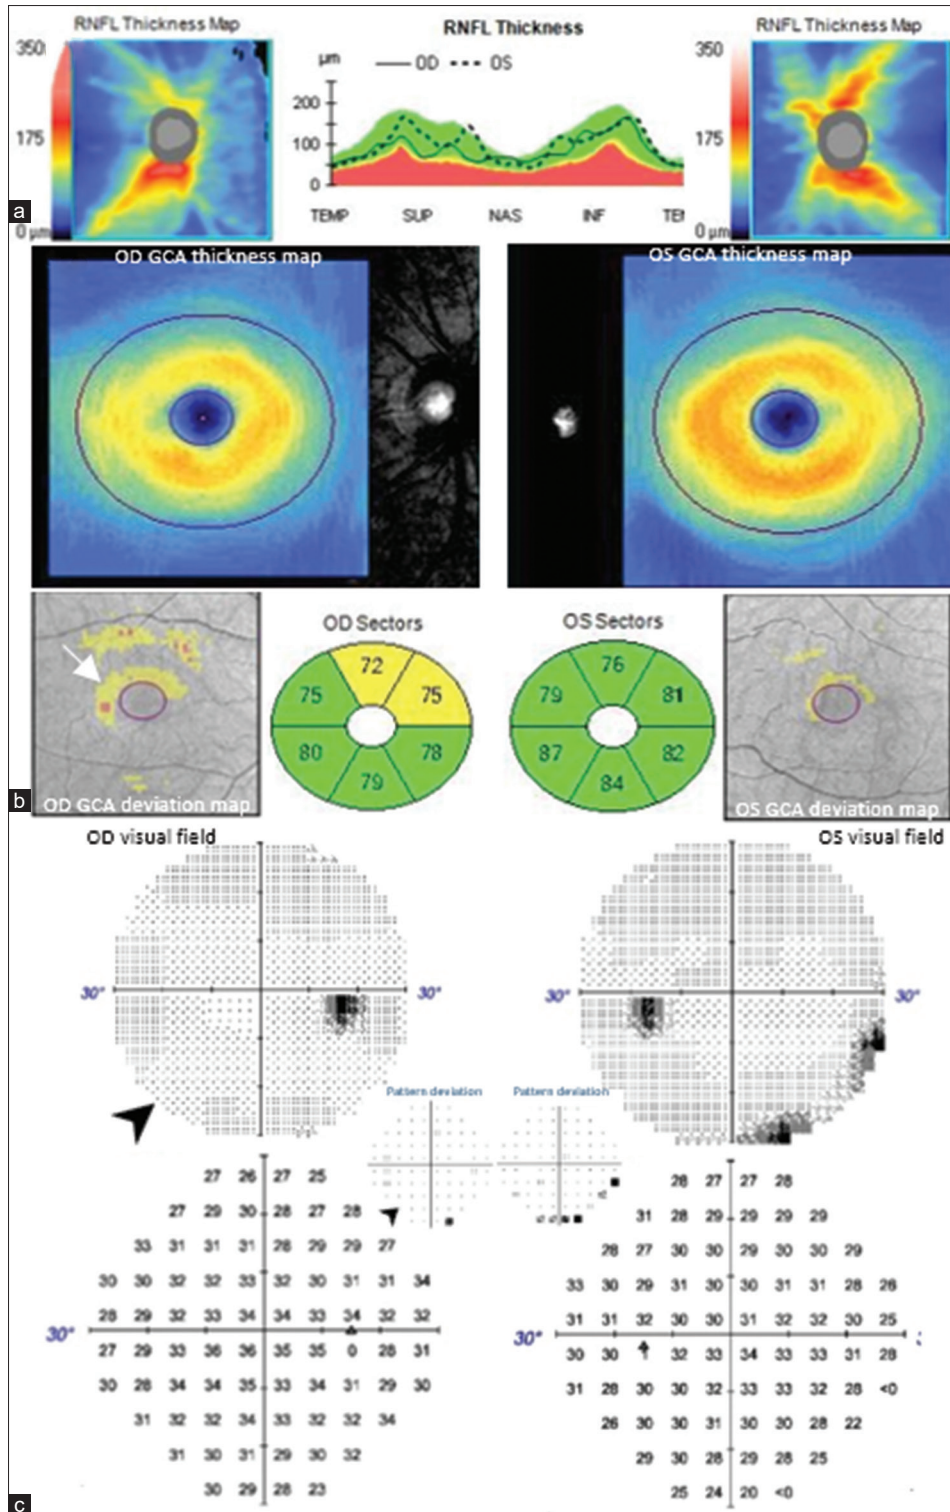 RNFL Thickness Map
350
175
0 µm
RNFL Thickness
µm
OD OS
200
100
0
TEMP SUP NAS INF TEI
RNFL Thickness Map
350
175
0 µm
a
OD GCA thickness map
OS GCA thickness map
OD Sectors
72
75
75
80
78
79
OS Sectors
76
79
81
87
82
84
OD GCA deviation map
OS GCA deviation map
b
OD visual field
OS visual field
30° 30°
30° 30°
Pattern deviation
Pattern deviation
27 26 27 25
27 29 30 28 27 28
33 31 31 31 28 29 29 27
30 30 32 32 33 32 30 31 31 34
28 29 32 33 34 34 33 34 32 32
30°
27 29 33 36 36 35 35 0 28 31
30 28 34 34 35 33 34 31 29 30
31 32 32 34 33 32 32 34
31 30 31 29 30 32
30 29 28 23
28 27 27 28
31 28 29 29 29 29
28 27 30 30 29 30 30 29
33 30 29 31 30 30 31 31 28 26
31 31 32 30 30 31 32 32 30 25
30°
30 30 1 32 33 34 33 33 31 28
31 28 30 30 32 33 33 32 28 <0
26 30 30 31 30 30 28 22
29 30 28 29 28 25
25 24 20 <0
c